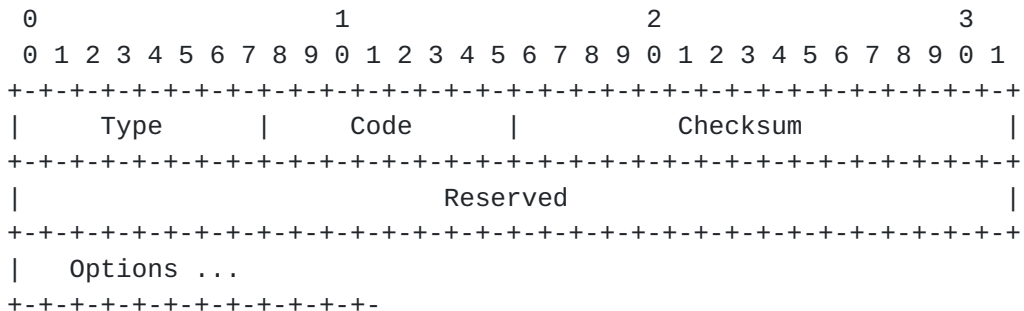 0                   1                   2                   3
 0 1 2 3 4 5 6 7 8 9 0 1 2 3 4 5 6 7 8 9 0 1 2 3 4 5 6 7 8 9 0 1
+-+-+-+-+-+-+-+-+-+-+-+-+-+-+-+-+-+-+-+-+-+-+-+-+-+-+-+-+-+-+-+-+
|     Type      |     Code      |          Checksum             |
+-+-+-+-+-+-+-+-+-+-+-+-+-+-+-+-+-+-+-+-+-+-+-+-+-+-+-+-+-+-+-+-+
|                           Reserved                            |
+-+-+-+-+-+-+-+-+-+-+-+-+-+-+-+-+-+-+-+-+-+-+-+-+-+-+-+-+-+-+-+-+
|   Options ...
+-+-+-+-+-+-+-+-+-+-+-+-